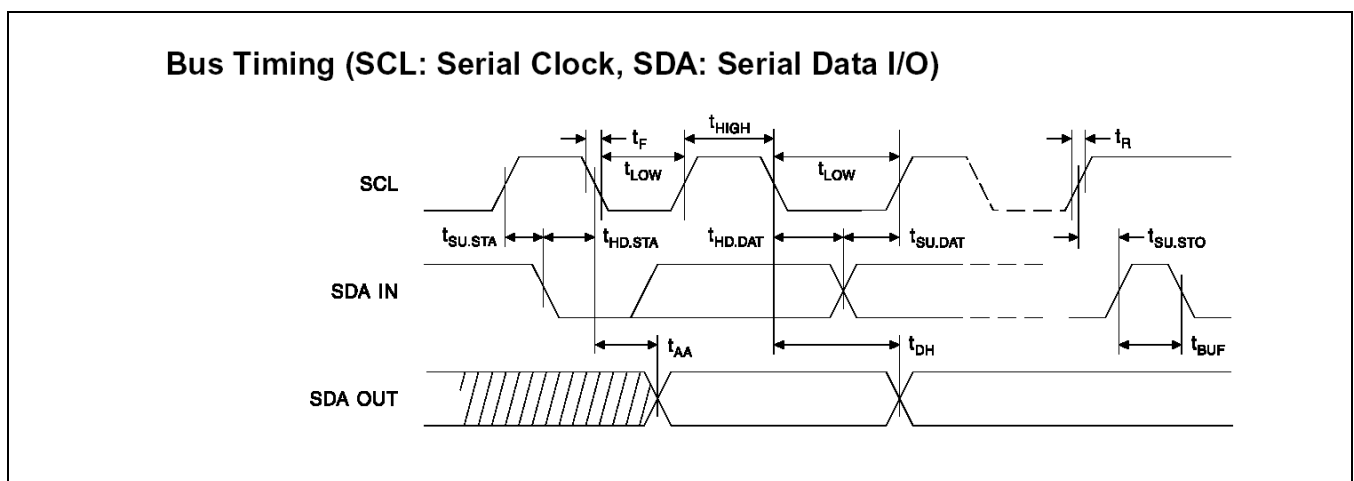 Bus Timing (SCL: Serial Clock, SDA: Serial Data I/O)
tF
tHIGH
tR
tLOW
tLOW
SCL
tSU.STA
tHD.STA
tHD.DAT
tSU.DAT
tSU.STO
SDA IN
tAA
tDH
tBUF
SDA OUT